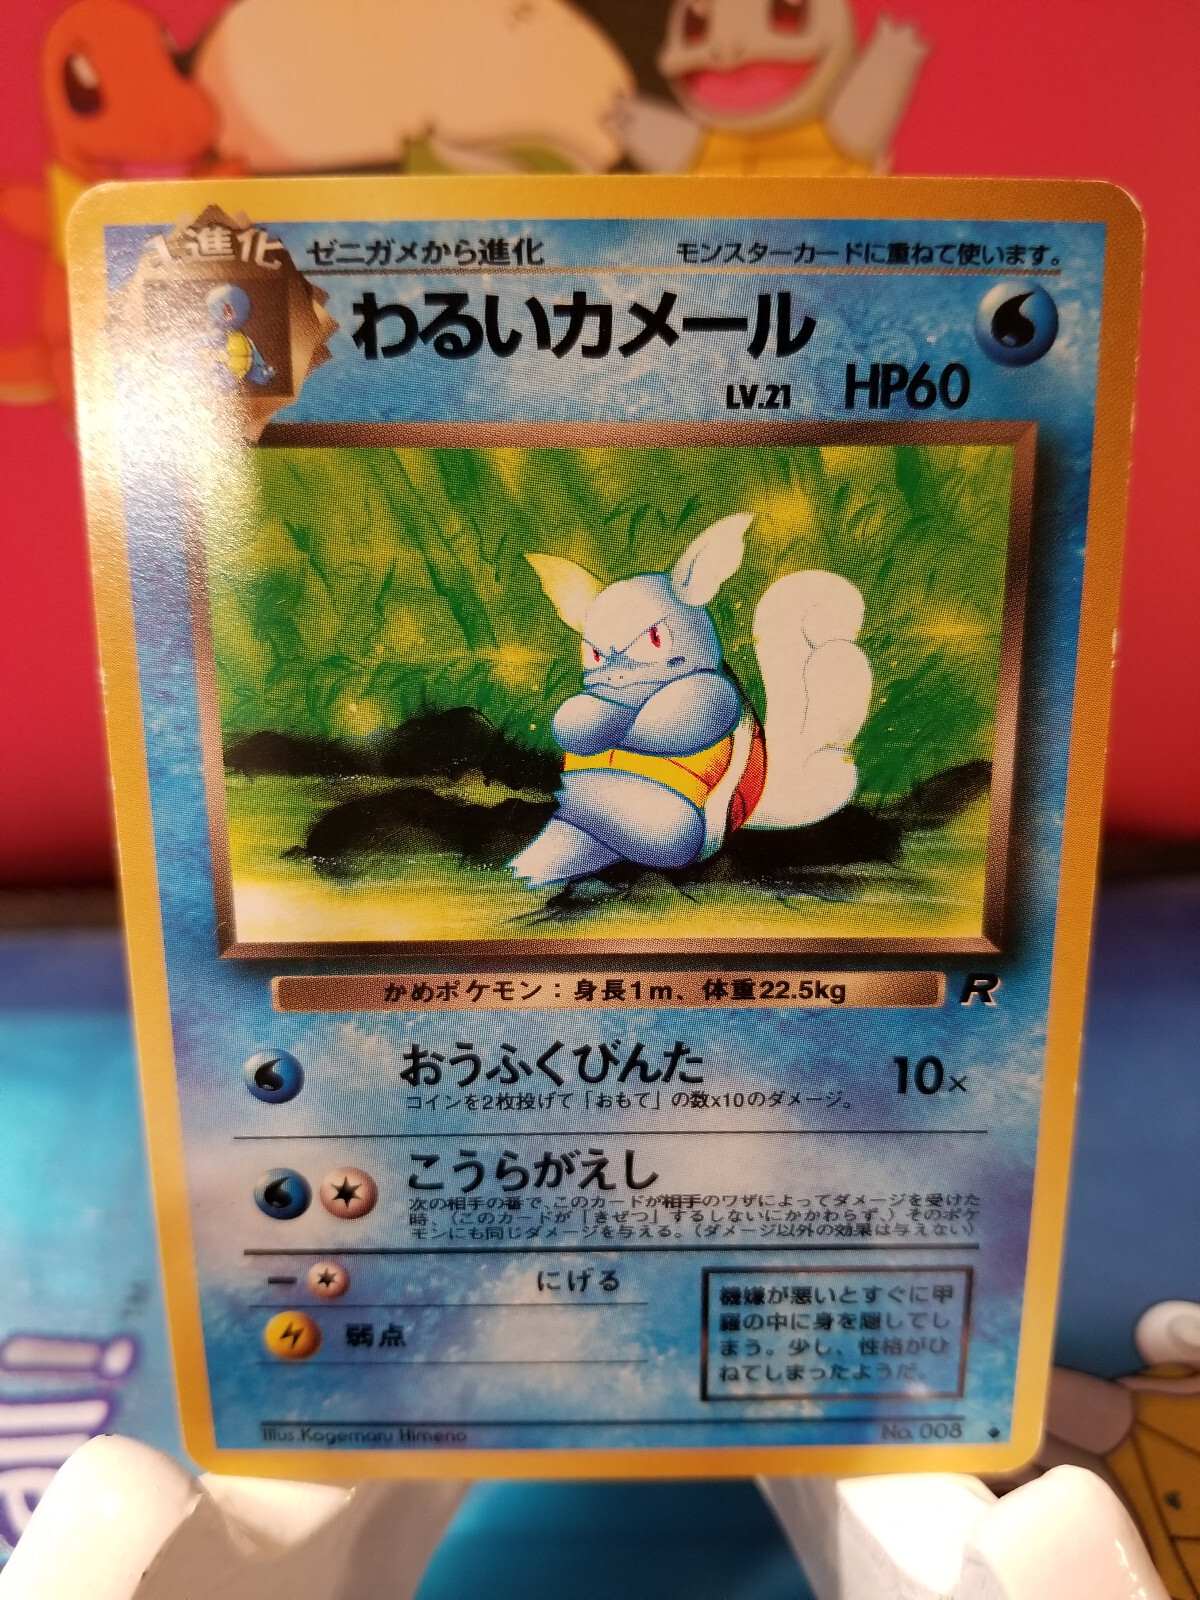 1進化
ゼニガメから進化
モンスターカードに重ねて使います。
わるいカメール
LV.21 HP60
かめポケモン：身長1m、体重22.5kg
R
おうふくびんた 10×
コインを2枚投げて「おもて」の数x10のダメージ。
こうらがえし
次の相手の番で、このカードが相手のワザによってダメージを受けた
時、（このカードが「きぜつ」するしないにかかわらず、）そのポケ
モンにも同じダメージを与える。（ダメージ以外の効果は与えない）
にげる
弱点
機嫌が悪いとすぐに甲
羅の中に身を隠してし
まう。少し、性格がひ
ねてしまったようだ。
Illus.Kagemaru Himeno
No. 008